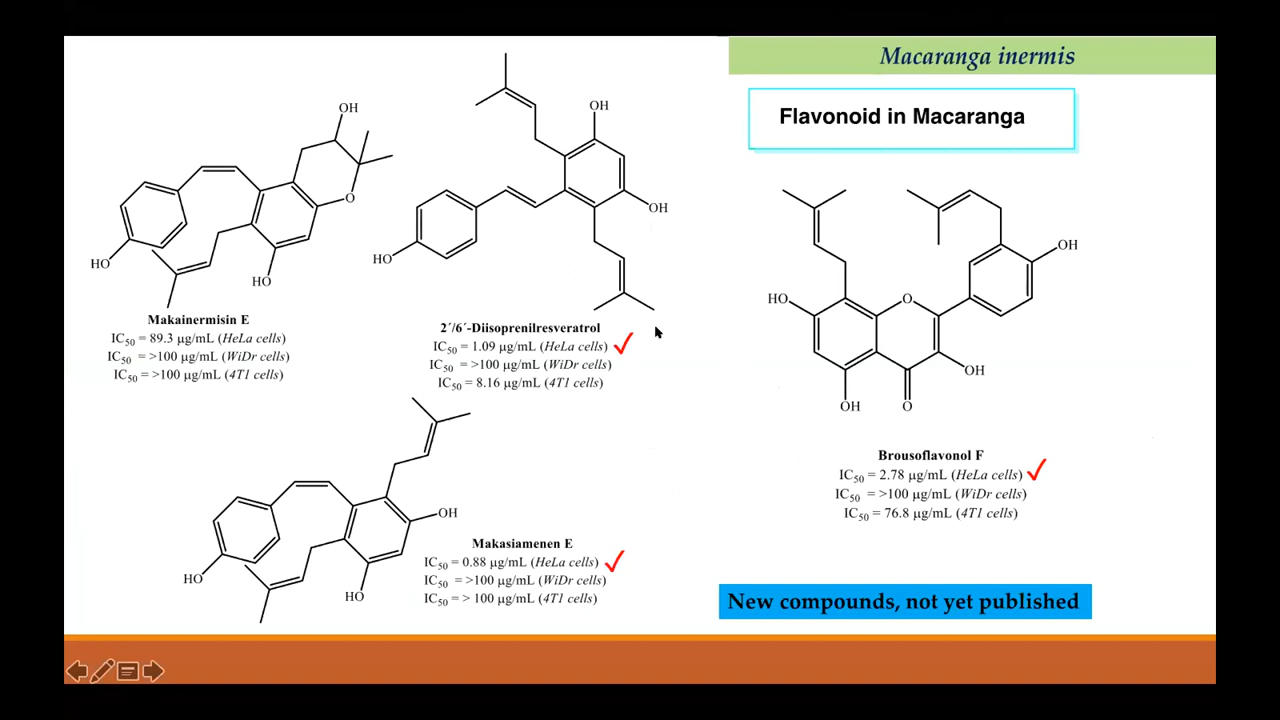 Macaranga inermis
Flavonoid in Macaranga
OH
O
HO
HO
Makainermisin E
IC50 = 89.3 μg/mL (HeLa cells)
IC50 = >100 μg/mL (WiDr cells)
IC50 = >100 μg/mL (4T1 cells)
OH
OH
HO
2´/6´-Diisoprenilresveratrol
IC50 = 1.09 μg/mL (HeLa cells)
IC50 = >100 μg/mL (WiDr cells)
IC50 = 8.16 μg/mL (4T1 cells)
OH
HO
HO
Makasiamenen E
IC50 = 0.88 μg/mL (HeLa cells)
IC50 = >100 μg/mL (WiDr cells)
IC50 = > 100 μg/mL (4T1 cells)
OH
HO
O
OH
OH
O
Brousoflavonol F
IC50 = 2.78 μg/mL (HeLa cells)
IC50 = >100 μg/mL (WiDr cells)
IC50 = 76.8 μg/mL (4T1 cells)
New compounds, not yet published